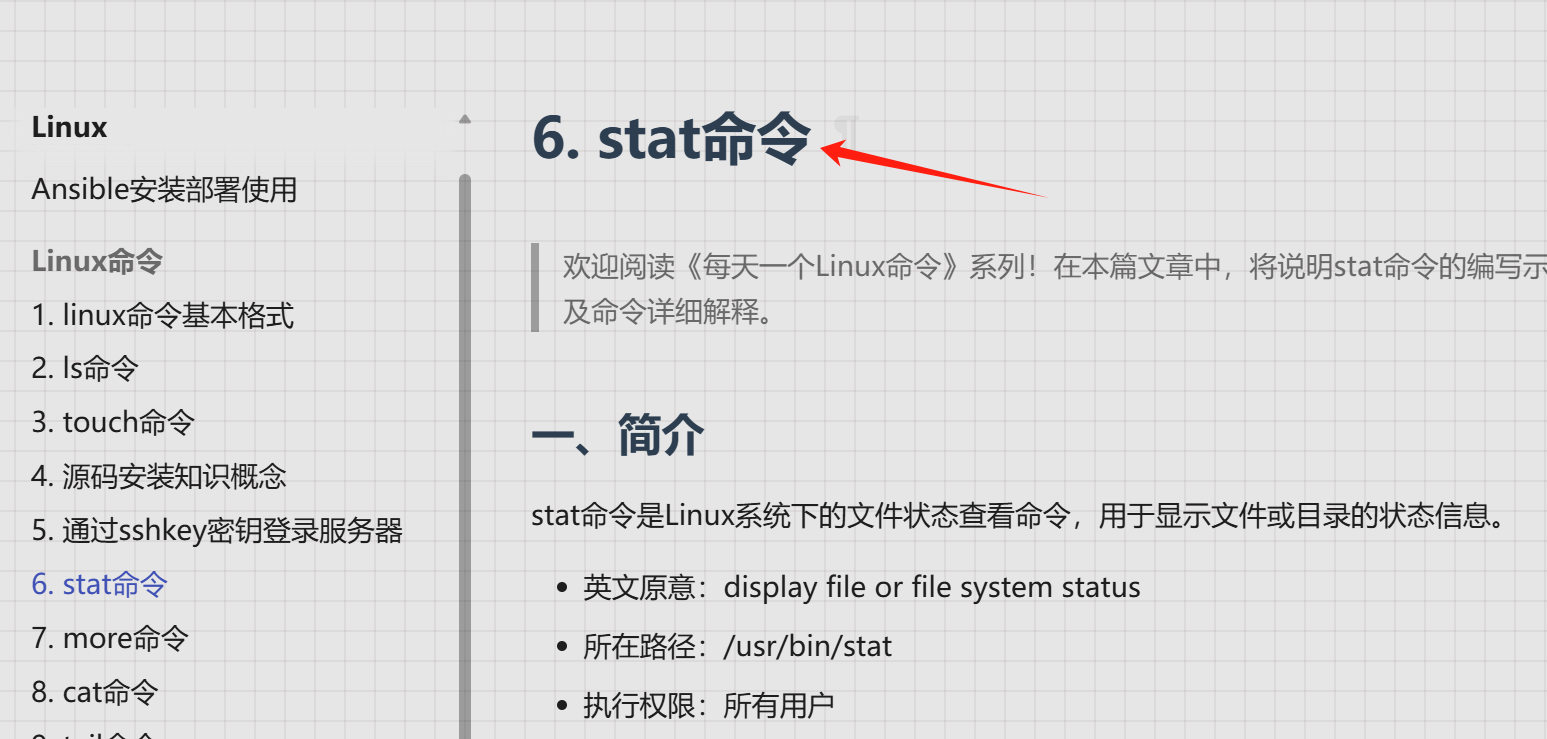 Linux
Ansible安装部署使用
Linux命令
1. linux命令基本格式
2. ls命令
3. touch命令
4. 源码安装知识概念
5. 通过sshkey密钥登录服务器
6. stat命令
7. more命令
8. cat命令
6. stat命令 ¶
欢迎阅读《每天一个Linux命令》系列！在本篇文章中，将说明stat命令的编写示
及命令详细解释。
一、简介
stat命令是Linux系统下的文件状态查看命令，用于显示文件或目录的状态信息。
• 英文原意：display file or file system status
• 所在路径：/usr/bin/stat
• 执行权限：所有用户